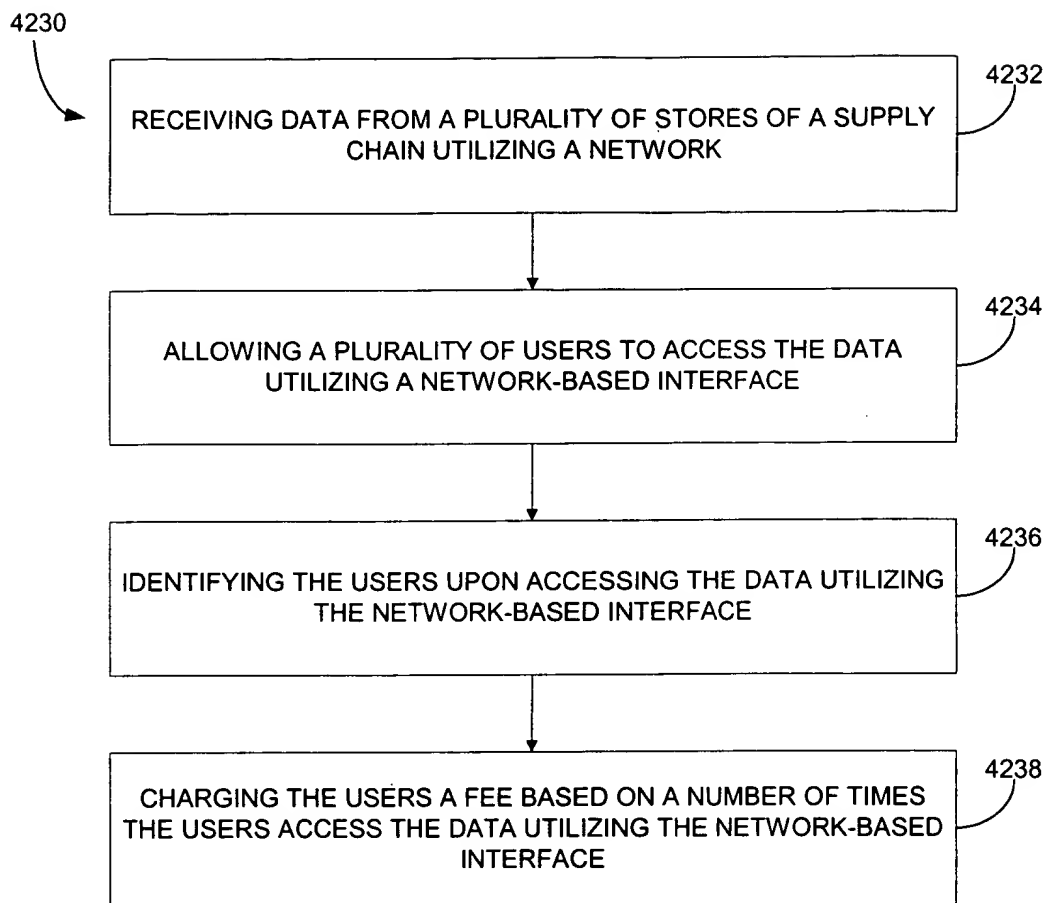 4230
4232
RECEIVING DATA FROM A PLURALITY OF STORES OF A SUPPLY
CHAIN UTILIZING A NETWORK
4234
ALLOWING A PLURALITY OF USERS TO ACCESS THE DATA
UTILIZING A NETWORK-BASED INTERFACE
4236
IDENTIFYING THE USERS UPON ACCESSING THE DATA UTILIZING
THE NETWORK-BASED INTERFACE
4238
CHARGING THE USERS A FEE BASED ON A NUMBER OF TIMES
THE USERS ACCESS THE DATA UTILIZING THE NETWORK-BASED
INTERFACE